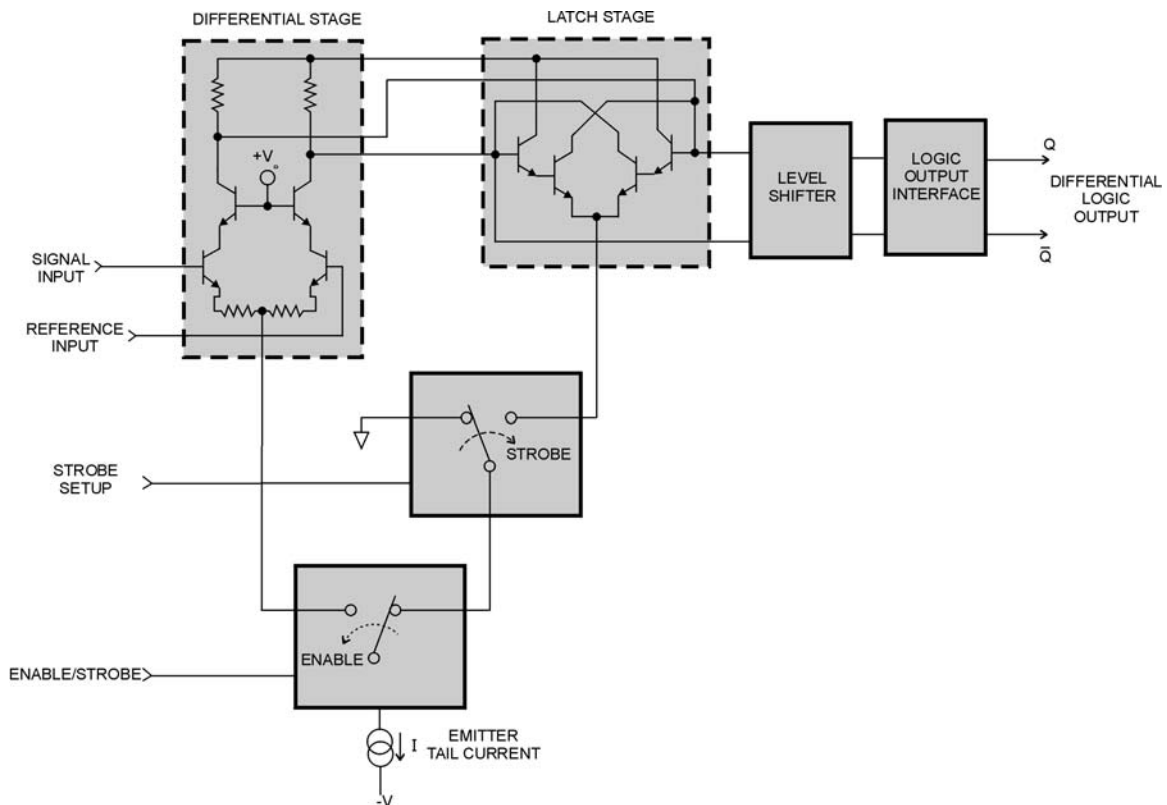 DIFFERENTIAL STAGE
LATCH STAGE
+V
o
SIGNAL
INPUT
REFERENCE
INPUT
LEVEL
SHIFTER
LOGIC
OUTPUT
INTERFACE
Q
DIFFERENTIAL
LOGIC
OUTPUT
Q̄
STROBE
STROBE
SETUP
ENABLE
ENABLE/STROBE
I
EMITTER
TAIL CURRENT
-V